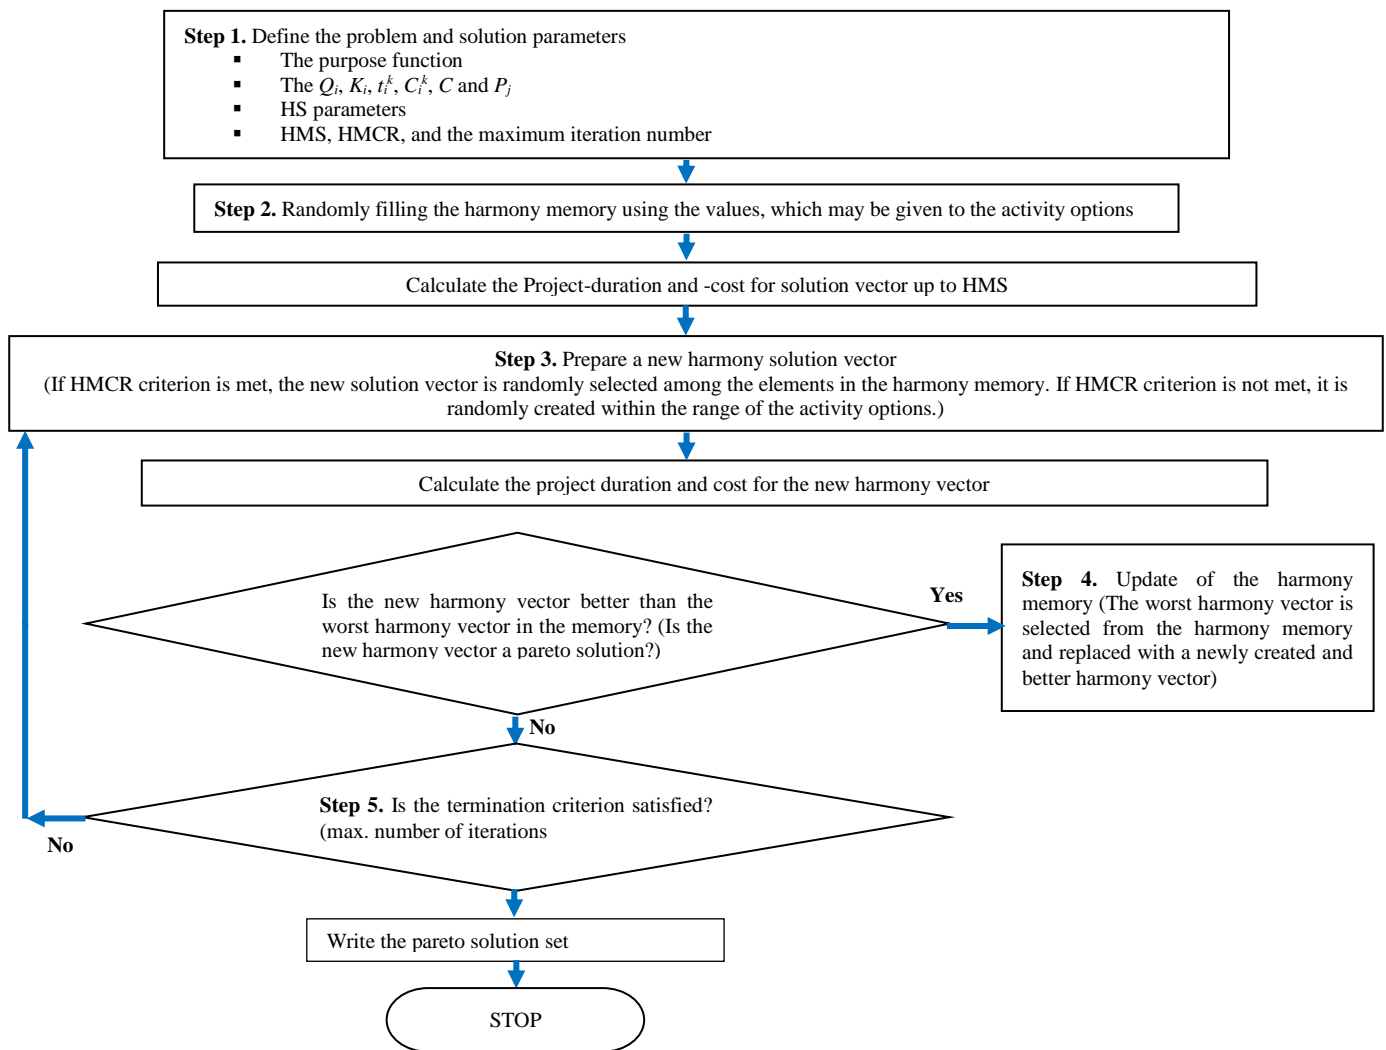 Step 1. Define the problem and solution parameters
▪ The purpose function
▪ The Qi, Ki, ti^k, Ci^k, C and Pj
▪ HS parameters
▪ HMS, HMCR, and the maximum iteration number
Step 2. Randomly filling the harmony memory using the values, which may be given to the activity options
Calculate the Project-duration and -cost for solution vector up to HMS
Step 3. Prepare a new harmony solution vector
(If HMCR criterion is met, the new solution vector is randomly selected among the elements in the harmony memory. If HMCR criterion is not met, it is
randomly created within the range of the activity options.)
Calculate the project duration and cost for the new harmony vector
Is the new harmony vector better than the
worst harmony vector in the memory? (Is the
new harmony vector a pareto solution?)
Yes
Step 4. Update of the harmony
memory (The worst harmony vector is
selected from the harmony memory
and replaced with a newly created and
better harmony vector)
No
Step 5. Is the termination criterion satisfied?
(max. number of iterations
No
Write the pareto solution set
STOP